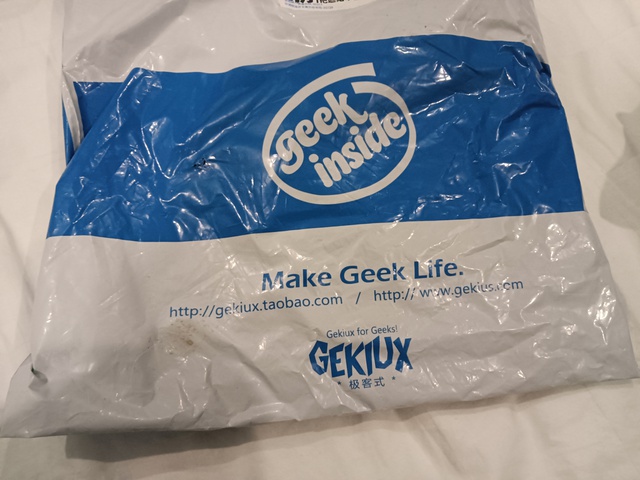 geek
inside
Make Geek Life.
http://gekiux.taobao.com / http://www.gekiux.com
Gekiux for Geeks!
GEKIUX
* 极客式 *